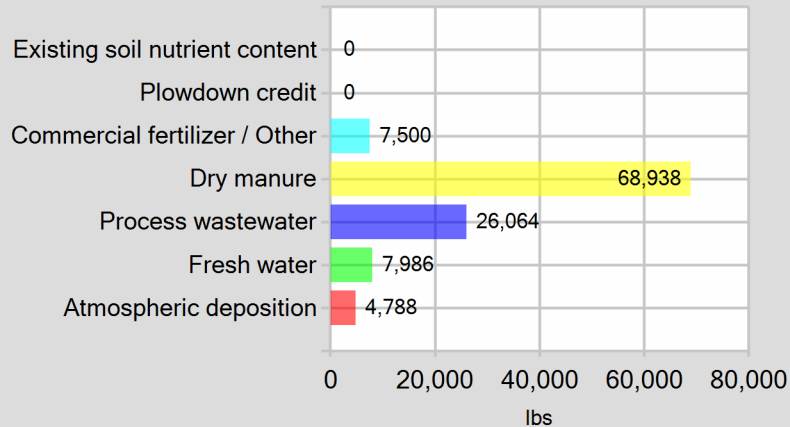 Existing soil nutrient content 0
Plowdown credit 0
Commercial fertilizer / Other 7,500
Dry manure 68,938
Process wastewater 26,064
Fresh water 7,986
Atmospheric deposition 4,788
0 20,000 40,000 60,000 80,000
lbs